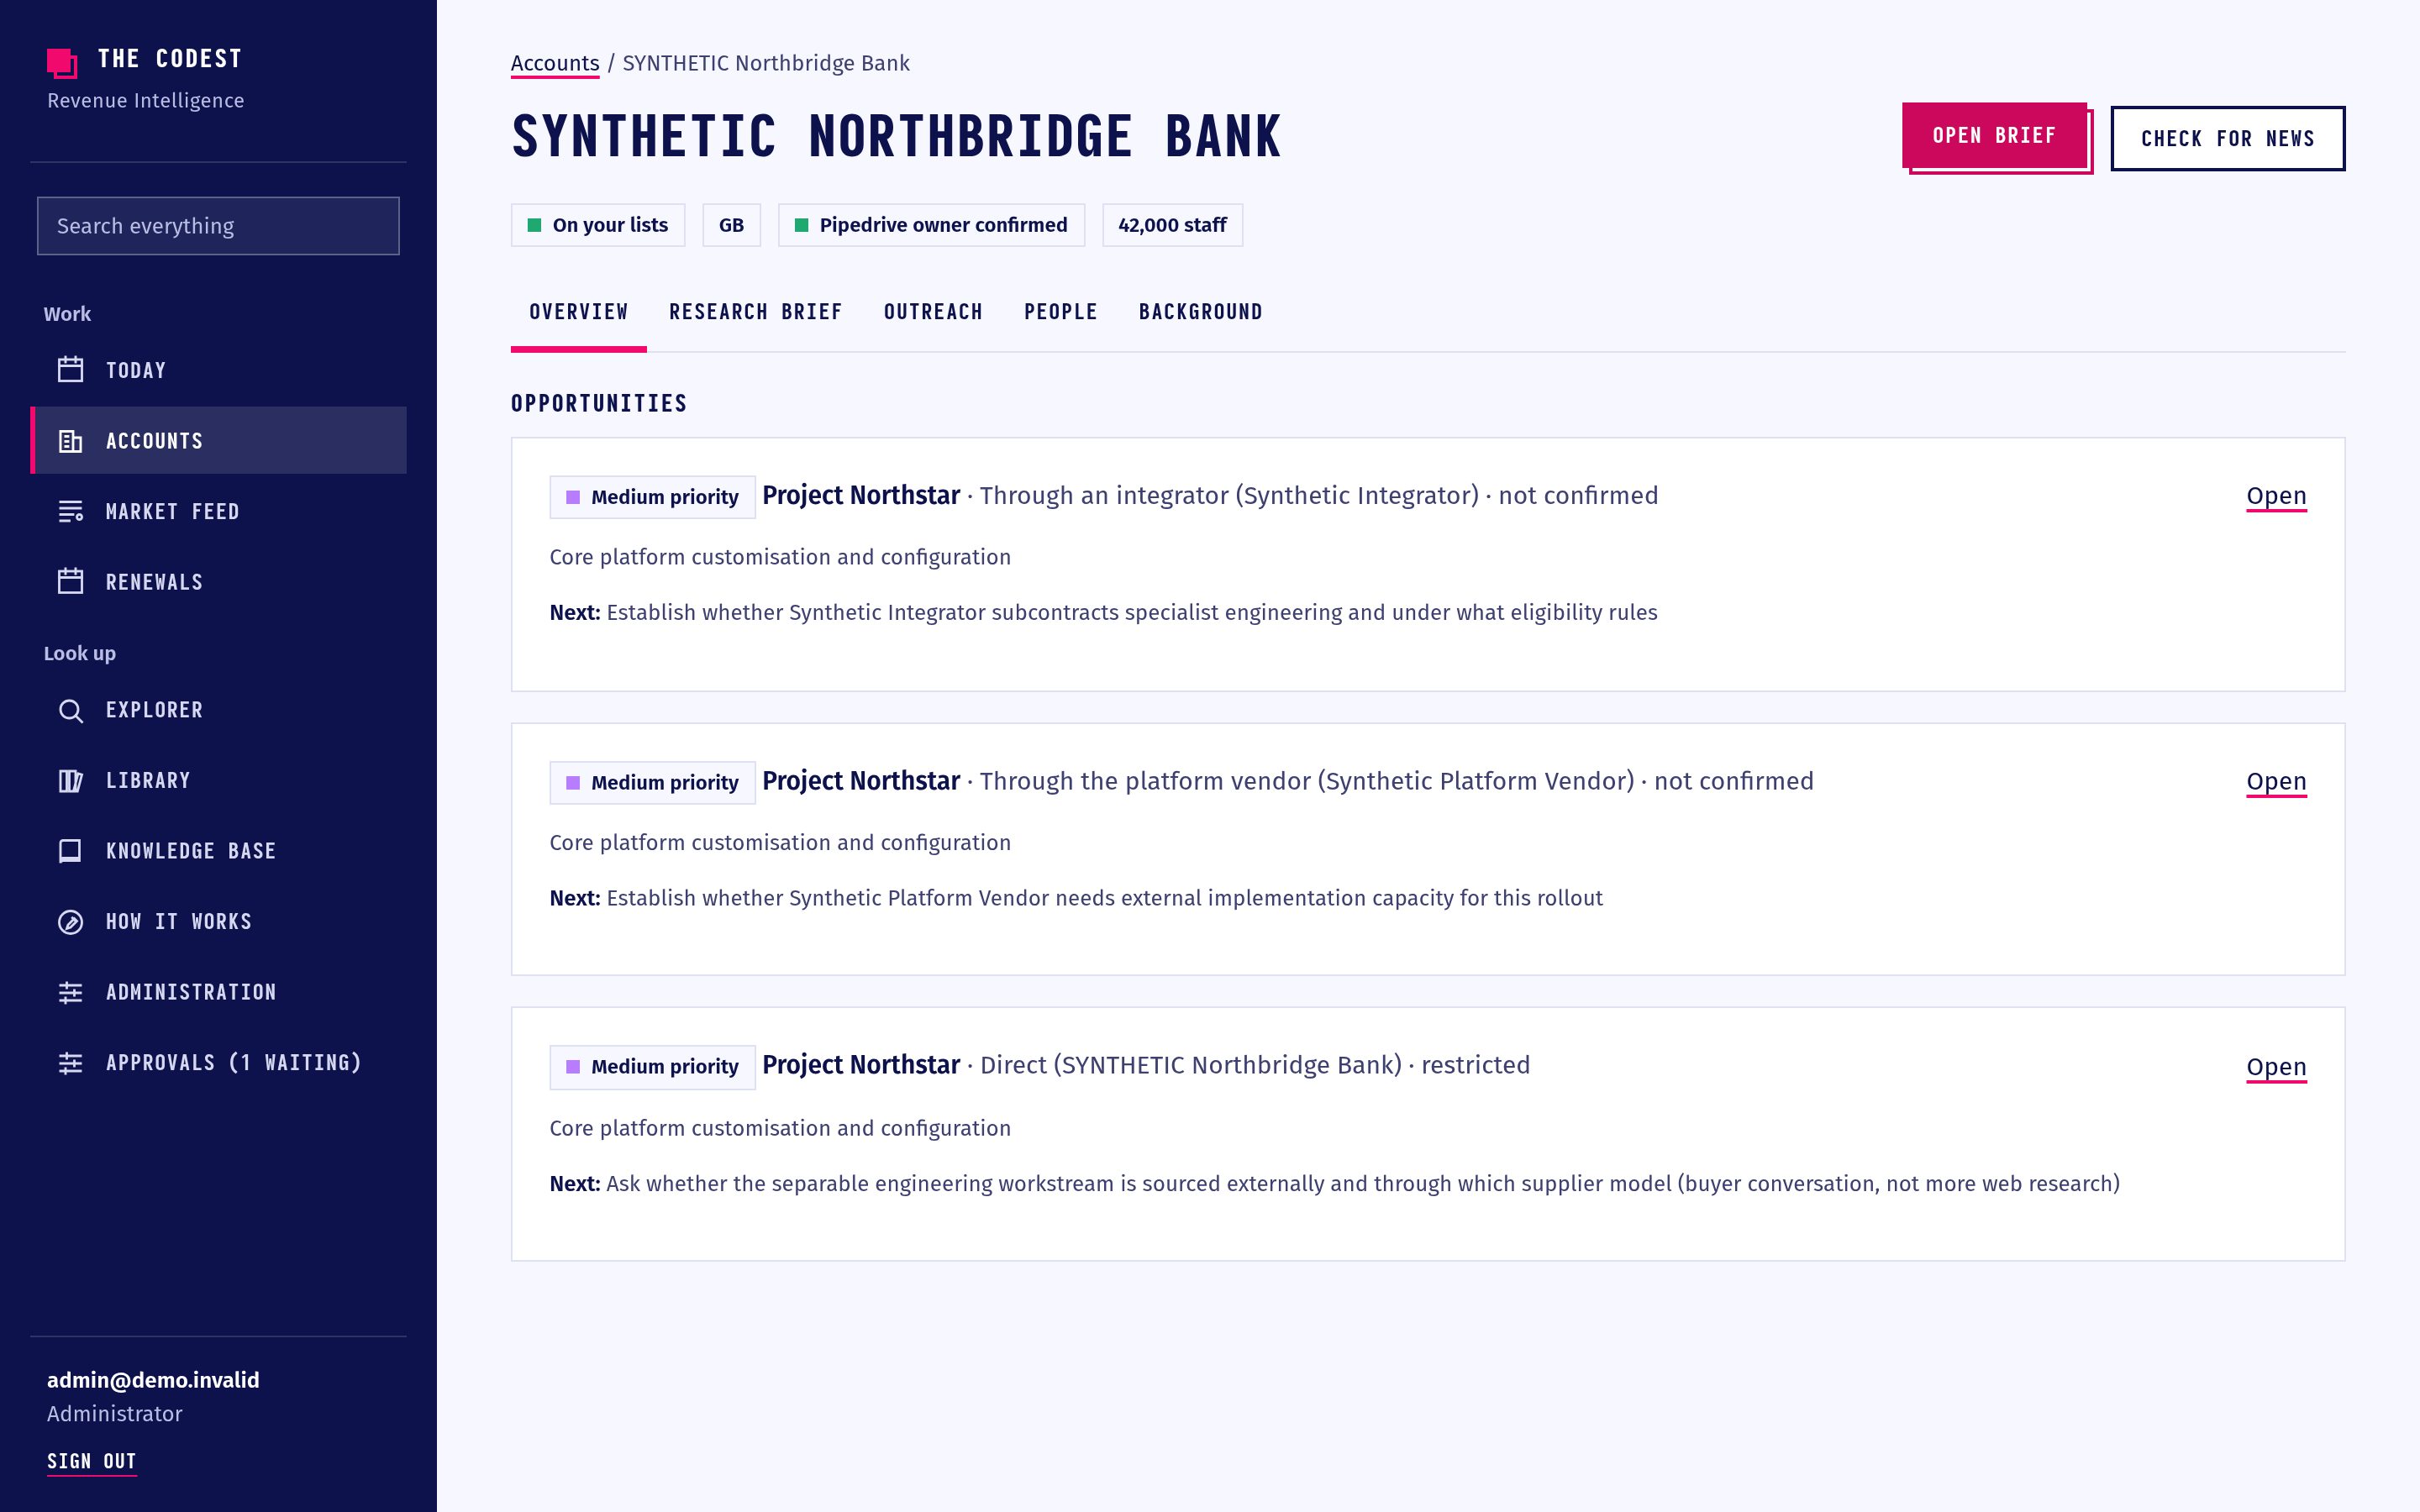 THE CODEST
Revenue Intelligence
Search everything
Work
TODAY
ACCOUNTS
MARKET FEED
RENEWALS
Look up
EXPLORER
LIBRARY
KNOWLEDGE BASE
HOW IT WORKS
ADMINISTRATION
APPROVALS (1 WAITING)
admin@demo.invalid
Administrator
SIGN OUT
Accounts / SYNTHETIC Northbridge Bank
SYNTHETIC NORTHBRIDGE BANK
OPEN BRIEF
CHECK FOR NEWS
On your lists
GB
Pipedrive owner confirmed
42,000 staff
OVERVIEW
RESEARCH BRIEF
OUTREACH
PEOPLE
BACKGROUND
OPPORTUNITIES
Medium priority Project Northstar · Through an integrator (Synthetic Integrator) · not confirmed
Open
Core platform customisation and configuration
Next: Establish whether Synthetic Integrator subcontracts specialist engineering and under what eligibility rules
Medium priority Project Northstar · Through the platform vendor (Synthetic Platform Vendor) · not confirmed
Open
Core platform customisation and configuration
Next: Establish whether Synthetic Platform Vendor needs external implementation capacity for this rollout
Medium priority Project Northstar · Direct (SYNTHETIC Northbridge Bank) · restricted
Open
Core platform customisation and configuration
Next: Ask whether the separable engineering workstream is sourced externally and through which supplier model (buyer conversation, not more web research)